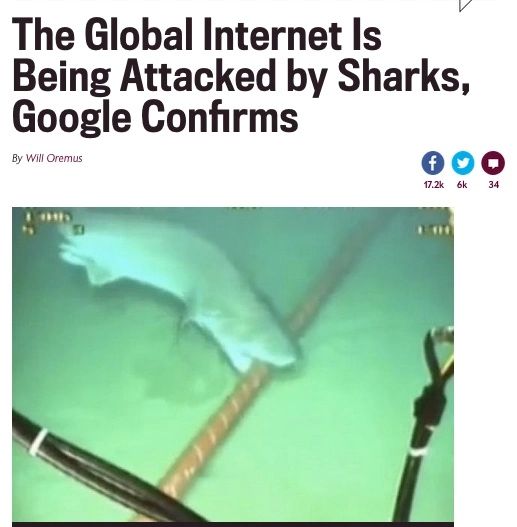 The Global Internet Is
Being Attacked by Sharks,
Google Confirms
By Will Oremus
17.2k 6k 34